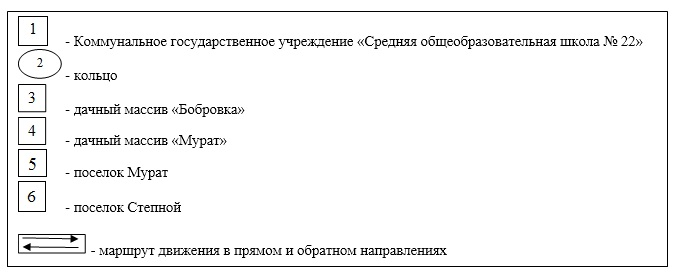 1 - Коммунальное государственное учреждение «Средняя общеобразовательная школа № 22»
2 - кольцо
3 - дачный массив «Бобровка»
4 - дачный массив «Мурат»
5 - поселок Мурат
6 - поселок Степной
- маршрут движения в прямом и обратном направлениях